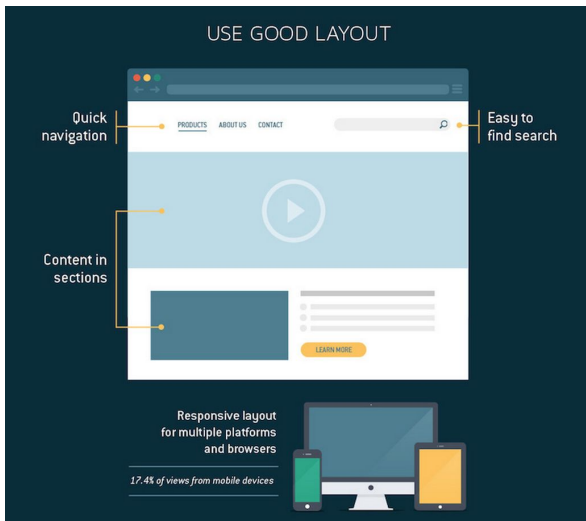 USE GOOD LAYOUT
Quick
navigation
PRODUCTS ABOUT US CONTACT
Easy to
find search
Content in
sections
LEARN MORE
Responsive layout
for multiple platforms
and browsers
17.4% of views from mobile devices